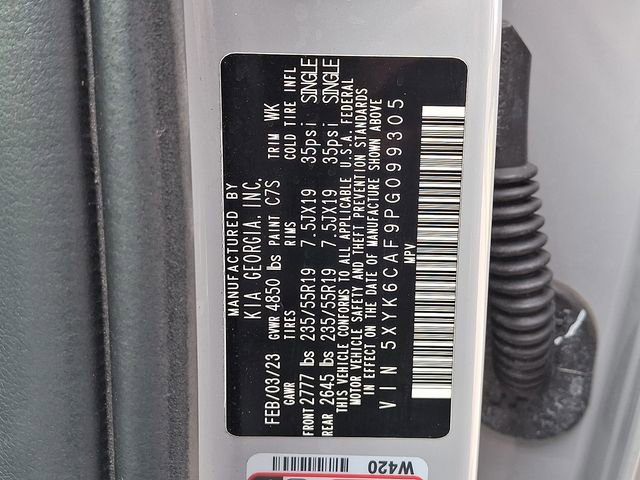 MANUFACTURED BY
KIA GEORGIA, INC.
FEB/03/23 GVWR 4850 lbs PAINT C7S TRIM WK
GAWR TIRES RIMS COLD TIRE INFL
FRONT 2777 lbs 235/55R19 7.5JX19 35psi SINGLE
REAR 2645 lbs 235/55R19 7.5JX19 35psi SINGLE
THIS VEHICLE CONFORMS TO ALL APPLICABLE U.S.A. FEDERAL
MOTOR VEHICLE SAFETY AND THEFT PREVENTION STANDARDS
IN EFFECT ON THE DATE OF MANUFACTURE SHOWN ABOVE
VIN 5XYK6CAF9PG099305
MPV
W420